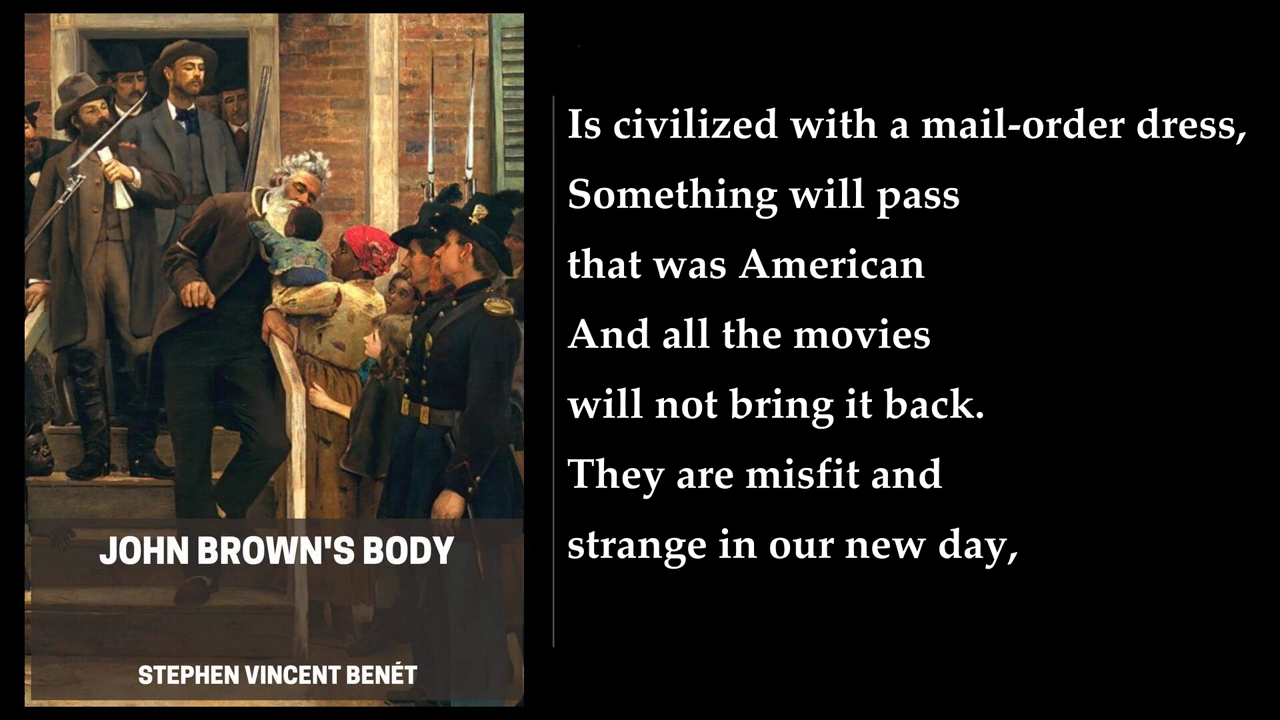 JOHN BROWN'S BODY
STEPHEN VINCENT BENÉT
Is civilized with a mail-order dress,
Something will pass
that was American
And all the movies
will not bring it back.
They are misfit and
strange in our new day,